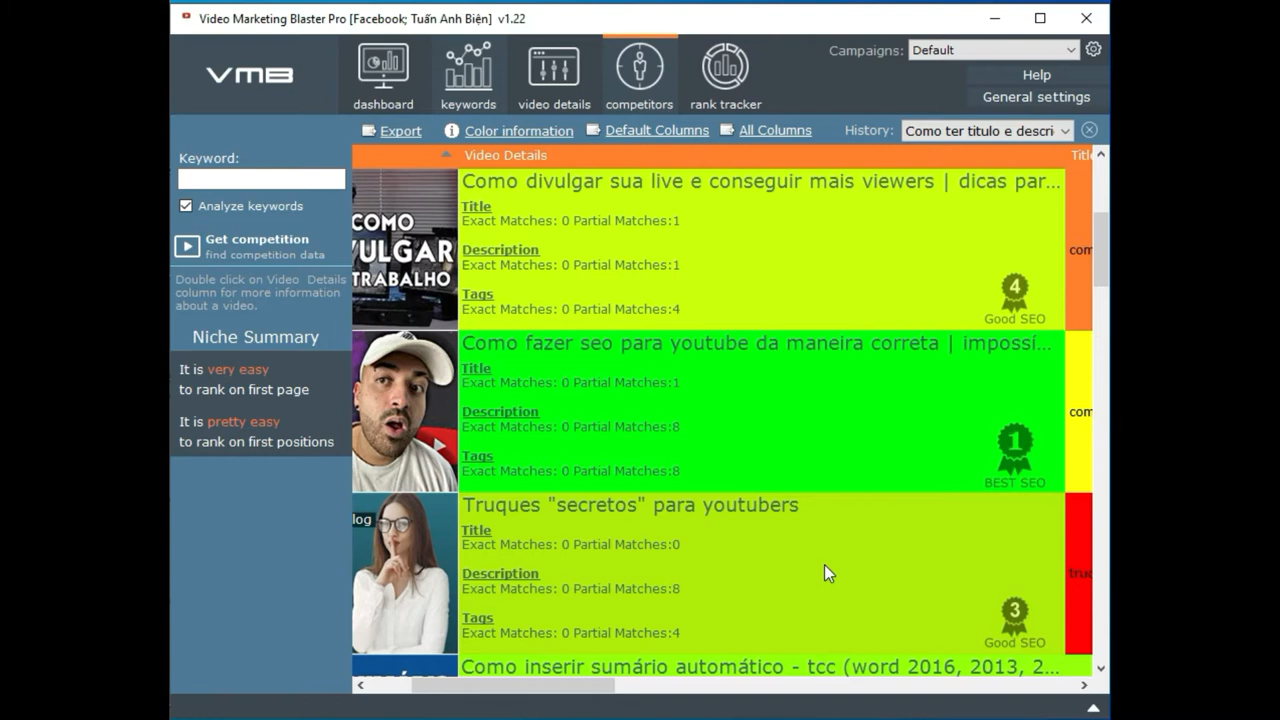 Video Marketing Blaster Pro [Facebook; Tuấn Anh Biện] v1.22
VMB
dashboard
keywords
video details
competitors
rank tracker
Campaigns: Default
Help
General settings
Export
Color information
Default Columns
All Columns
History: Como ter titulo e descri
Keyword:
Analyze keywords
Get competition
find competition data
Double click on Video Details
column for more information
about a video.
Niche Summary
It is very easy
to rank on first page
It is pretty easy
to rank on first positions
Video Details
Title
COMO
VULGAR
TRABALHO
Como divulgar sua live e conseguir mais viewers | dicas par...
Title
Exact Matches: 0 Partial Matches:1
Description
Exact Matches: 0 Partial Matches:1
Tags
Exact Matches: 0 Partial Matches:4
4
Good SEO
com
Como fazer seo para youtube da maneira correta | impossí...
Title
Exact Matches: 0 Partial Matches:1
Description
Exact Matches: 0 Partial Matches:8
Tags
Exact Matches: 0 Partial Matches:8
1
BEST SEO
com
log
Truques "secretos" para youtubers
Title
Exact Matches: 0 Partial Matches:0
Description
Exact Matches: 0 Partial Matches:8
Tags
Exact Matches: 0 Partial Matches:4
3
Good SEO
truc
Como inserir sumário automático - tcc (word 2016, 2013, 2...